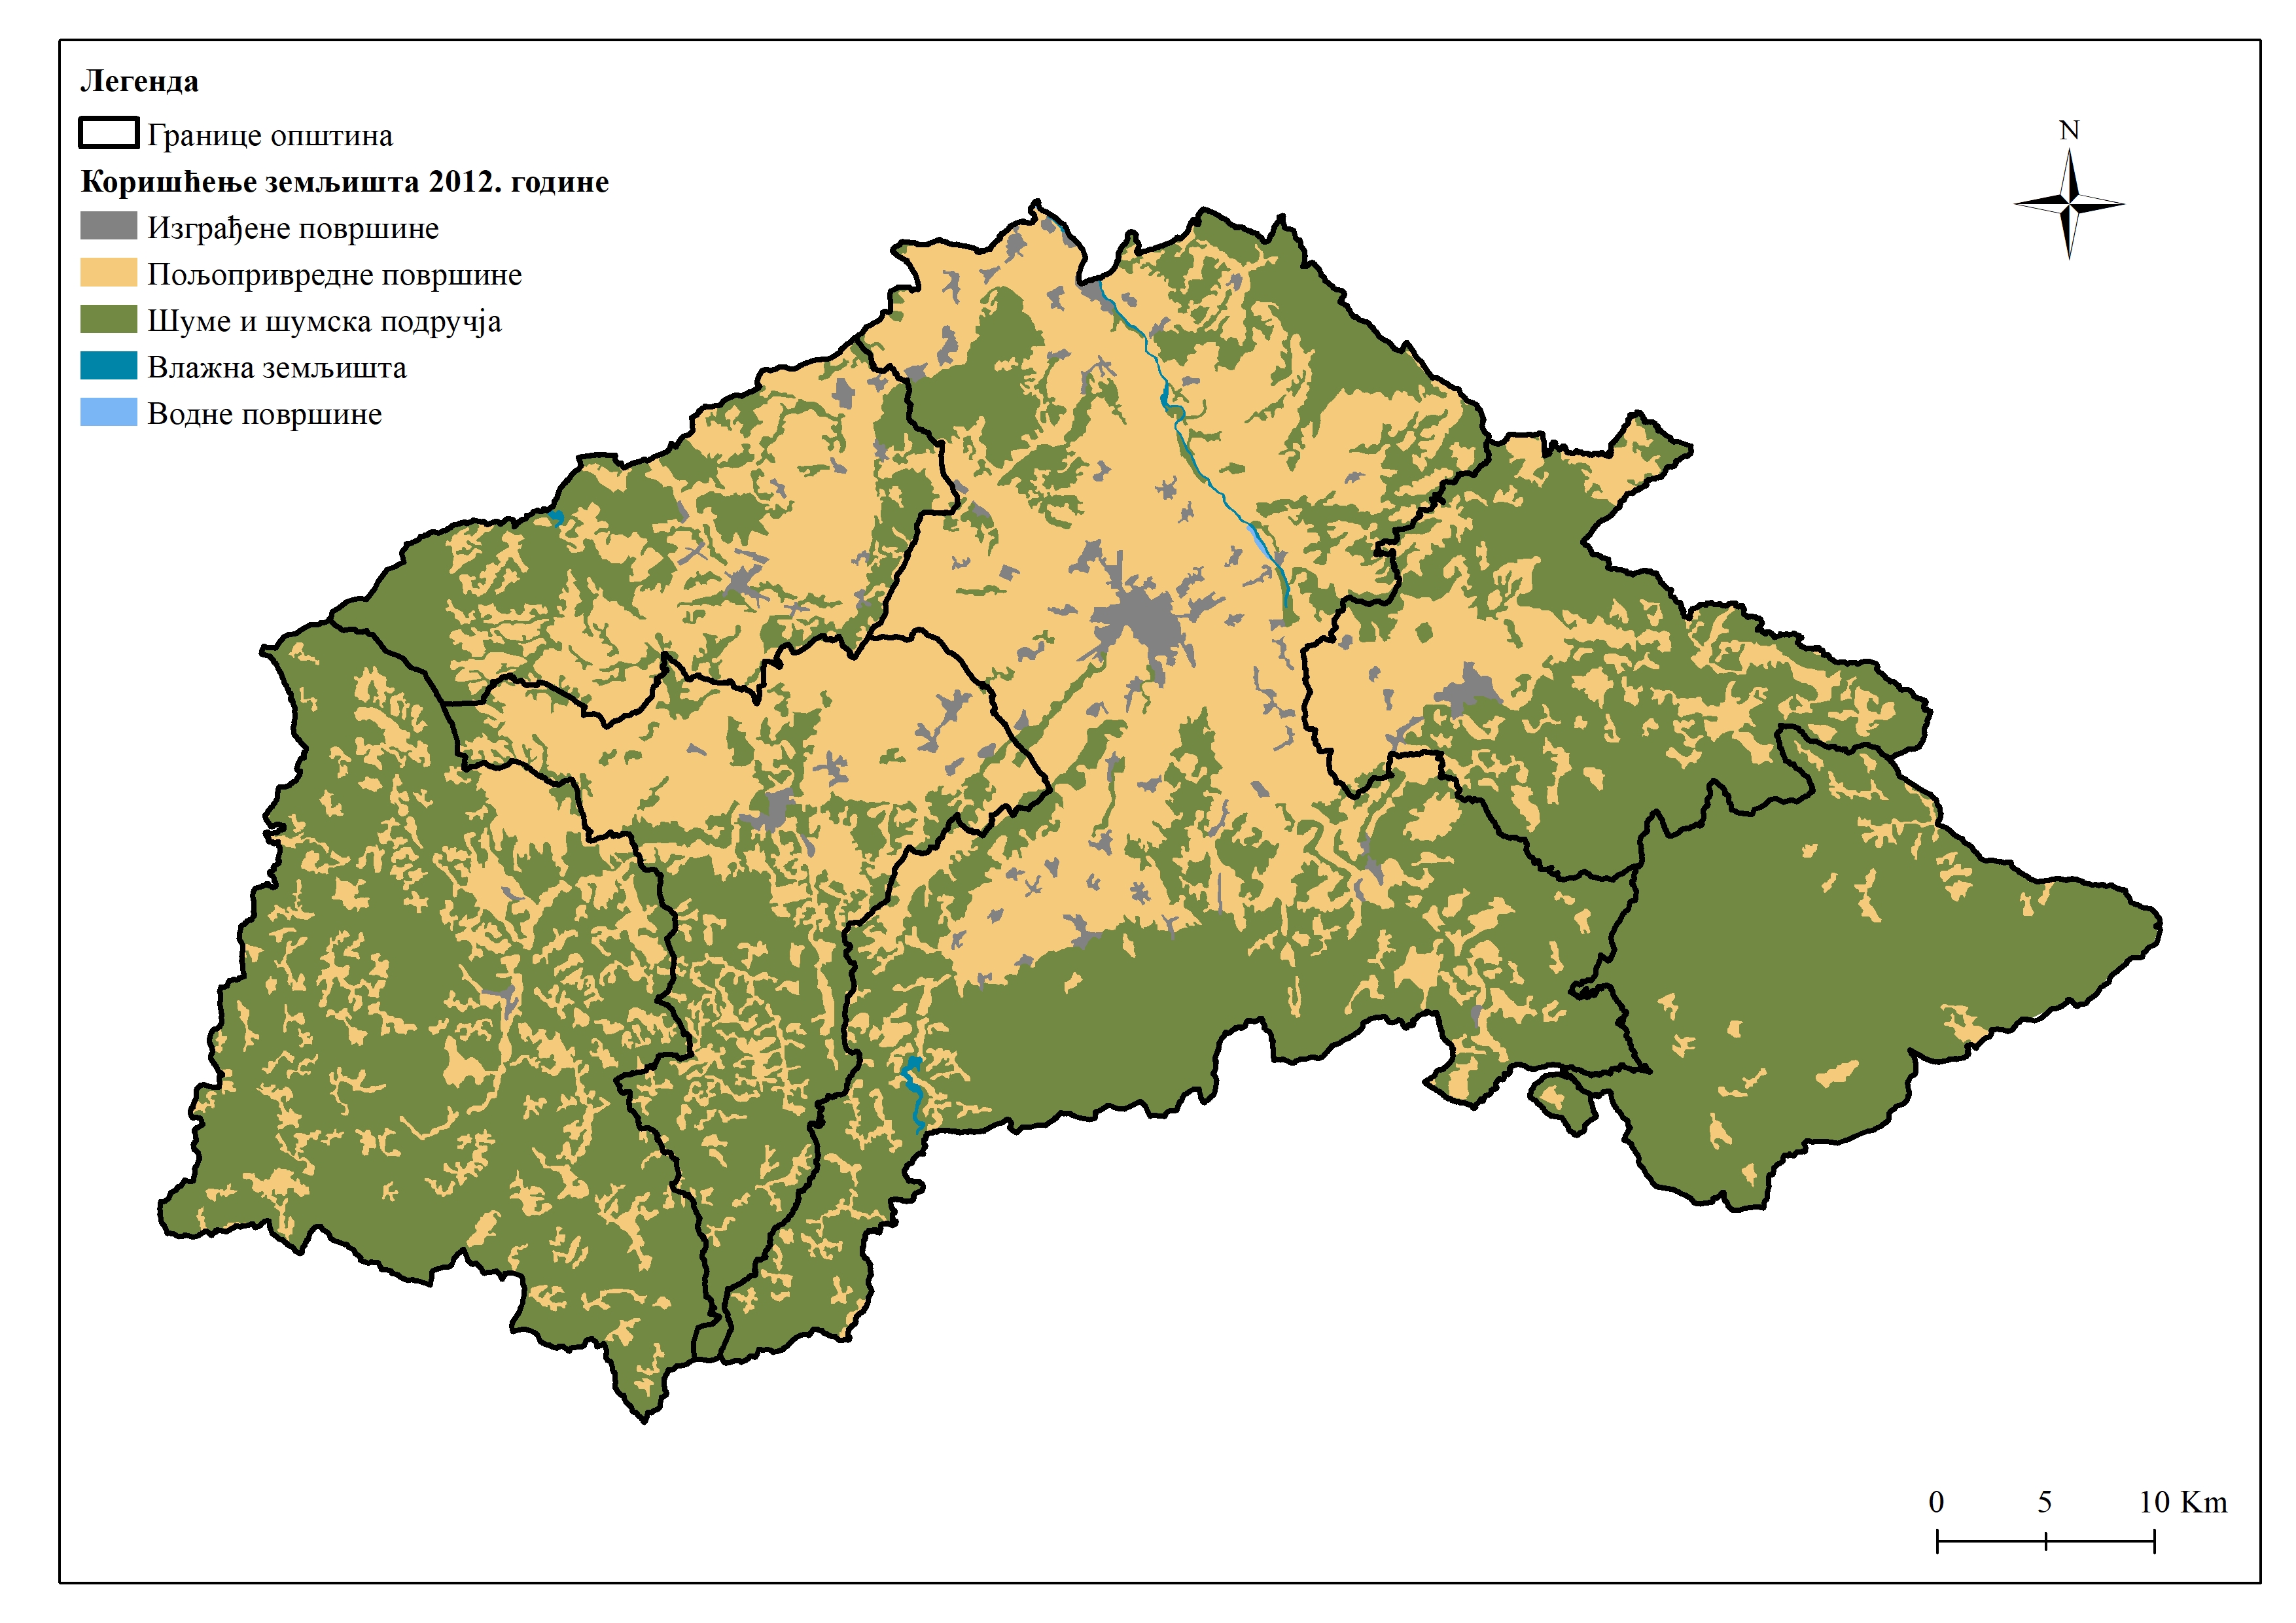 Легенда
Границе општина
Коришћење земљишта 2012. године
Изграђене површине
Пољопривредне површине
Шуме и шумска подручја
Влажна земљишта
Водне површине
N
0 5 10 Km